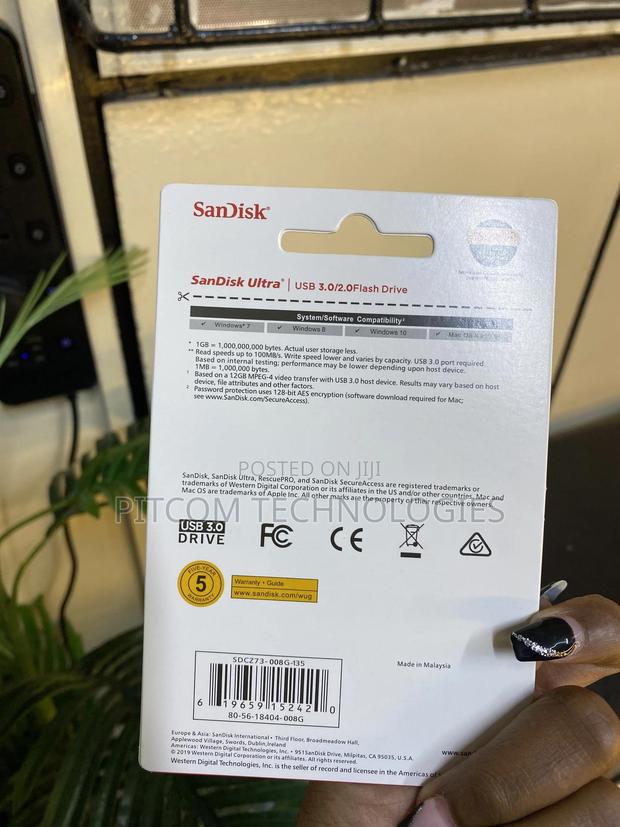 SanDisk®
SanDisk Ultra® | USB 3.0/2.0Flash Drive
System/Software Compatibility²
✔ Windows® 7 ✔ Windows 8 ✔ Windows 10 ✔ Mac OS
* 1GB = 1,000,000,000 bytes. Actual user storage less.
** Read speeds up to 100MB/s. Write speed lower and varies by capacity. USB 3.0 port required.
Based on internal testing; performance may be lower depending upon host device.
1MB = 1,000,000 bytes.
¹ Based on a 12GB MPEG-4 video transfer with USB 3.0 host device. Results may vary based on host
device, file attributes and other factors.
² Password protection uses 128-bit AES encryption (software download required for Mac;
see www.SanDisk.com/SecureAccess).
POSTED ON JIJI
SanDisk, SanDisk Ultra, RescuePRO, and SanDisk SecureAccess are registered trademarks or
trademarks of Western Digital Corporation or its affiliates in the US and/or other countries. Mac and
Mac OS are trademarks of Apple Inc. All other marks are the property of their respective owners.
PITCOM TECHNOLOGIES
USB 3.0
DRIVE
FC CE
FIVE-YEAR
5
WARRANTY
Warranty • Guide
www.sandisk.com/wug
SDCZ73-008G-I35
Made in Malaysia
6 19659 15242 0
80-56-18404-008G
Europe & Asia: SanDisk International • Third Floor, Broadmeadow Hall,
Applewood Village, Swords, Dublin,Ireland
Americas: Western Digital Technologies, Inc. • 951SanDisk Drive, Milpitas, CA 95035, U.S.A.
© 2019 Western Digital Corporation or its affiliates. All rights reserved.
Western Digital Technologies, Inc. is the seller of record and licensee in the Americas of